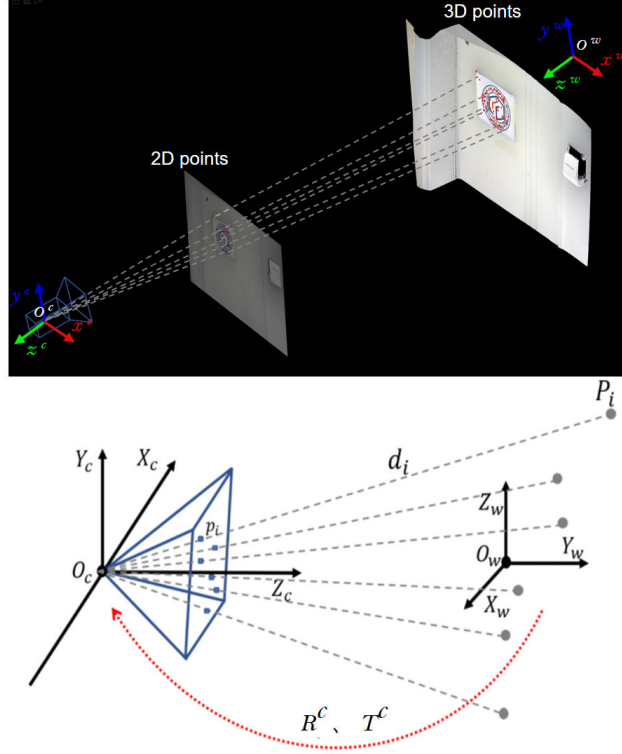 3D points
y^w
O^w
x^w
z^w
2D points
y^c
O^c
x^c
z^c
P_i
Y_c
X_c
d_i
Z_w
p_i
O_c
O_w
Y_w
Z_c
X_w
R^c 、 T^c